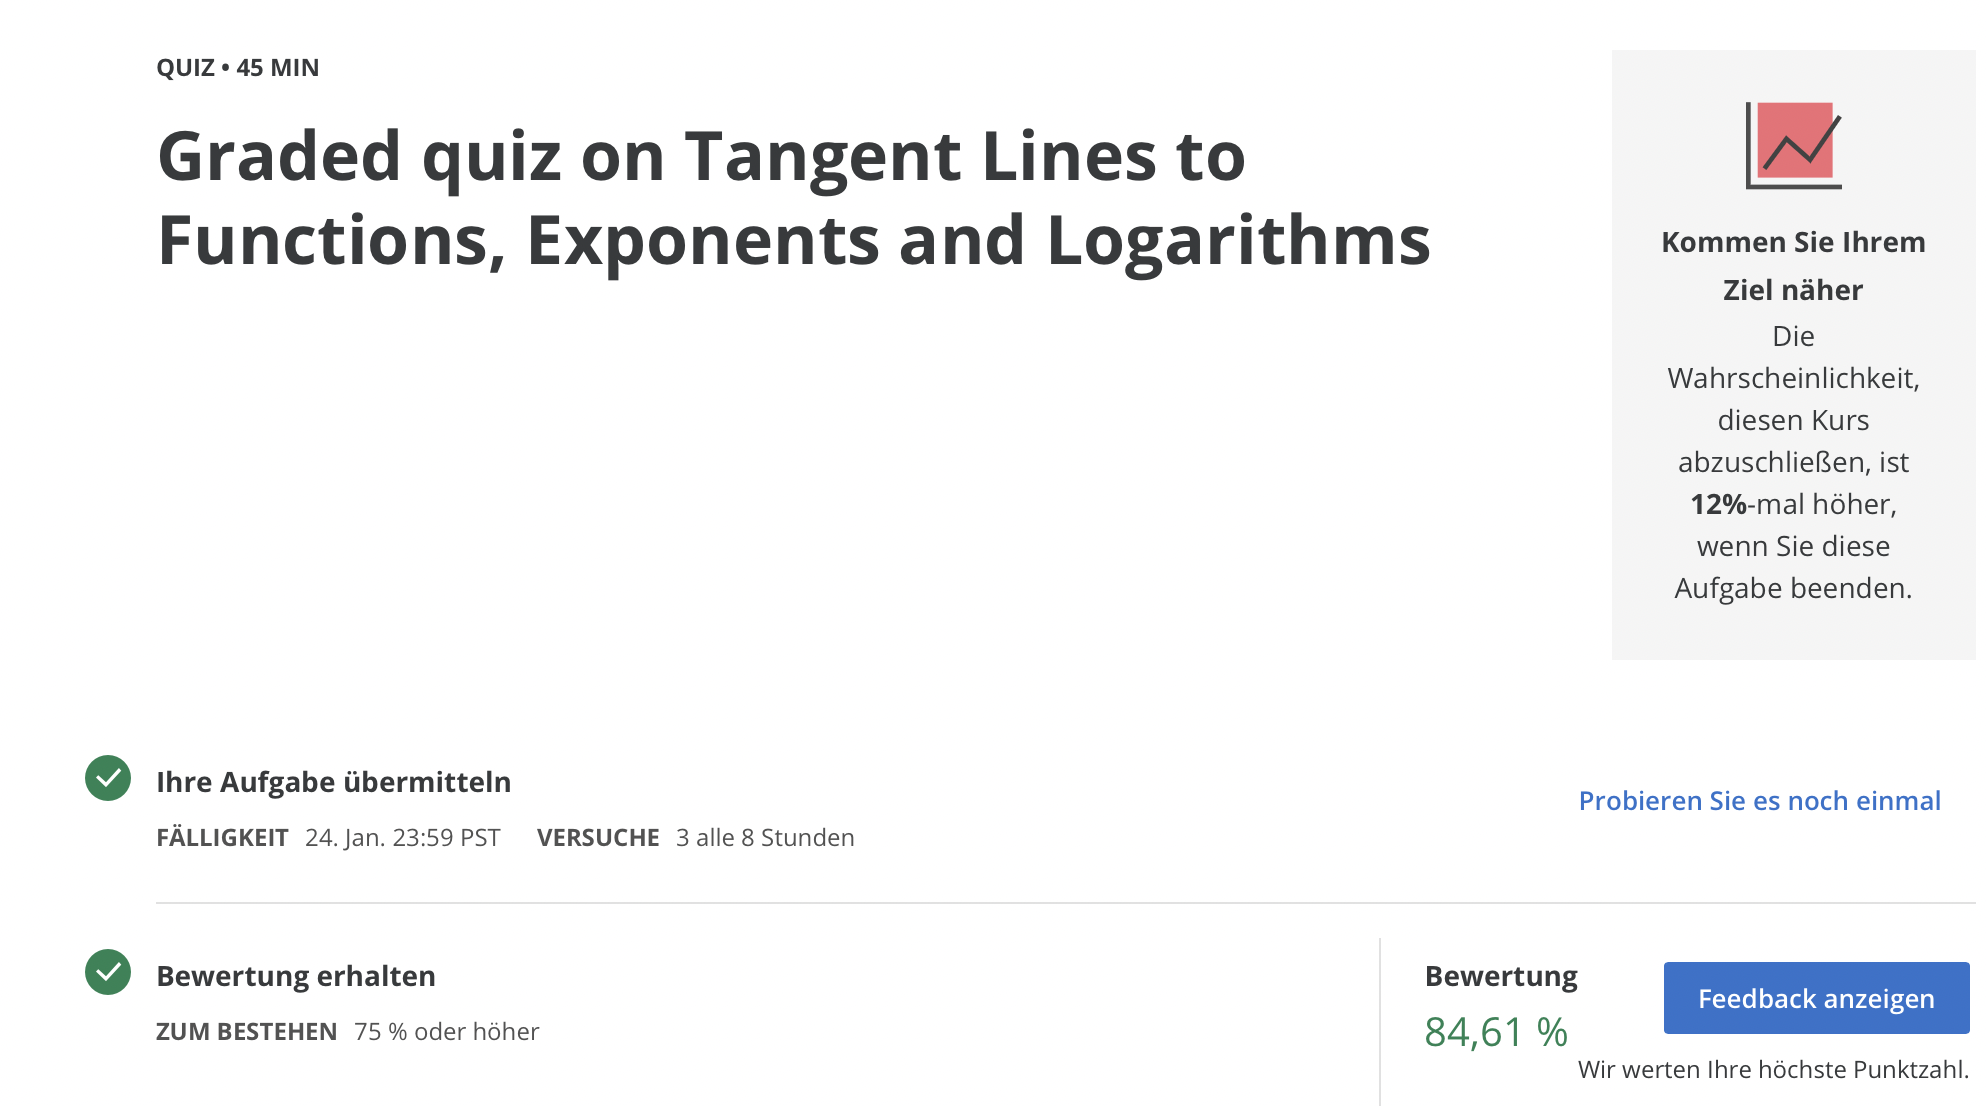 QUIZ • 45 MIN
Graded quiz on Tangent Lines to
Functions, Exponents and Logarithms
Kommen Sie Ihrem
Ziel näher
Die
Wahrscheinlichkeit,
diesen Kurs
abzuschließen, ist
12%-mal höher,
wenn Sie diese
Aufgabe beenden.
Ihre Aufgabe übermitteln
FÄLLIGKEIT 24. Jan. 23:59 PST VERSUCHE 3 alle 8 Stunden
Probieren Sie es noch einmal
Bewertung erhalten
ZUM BESTEHEN 75 % oder höher
Bewertung
84,61 %
Feedback anzeigen
Wir werten Ihre höchste Punktzahl.